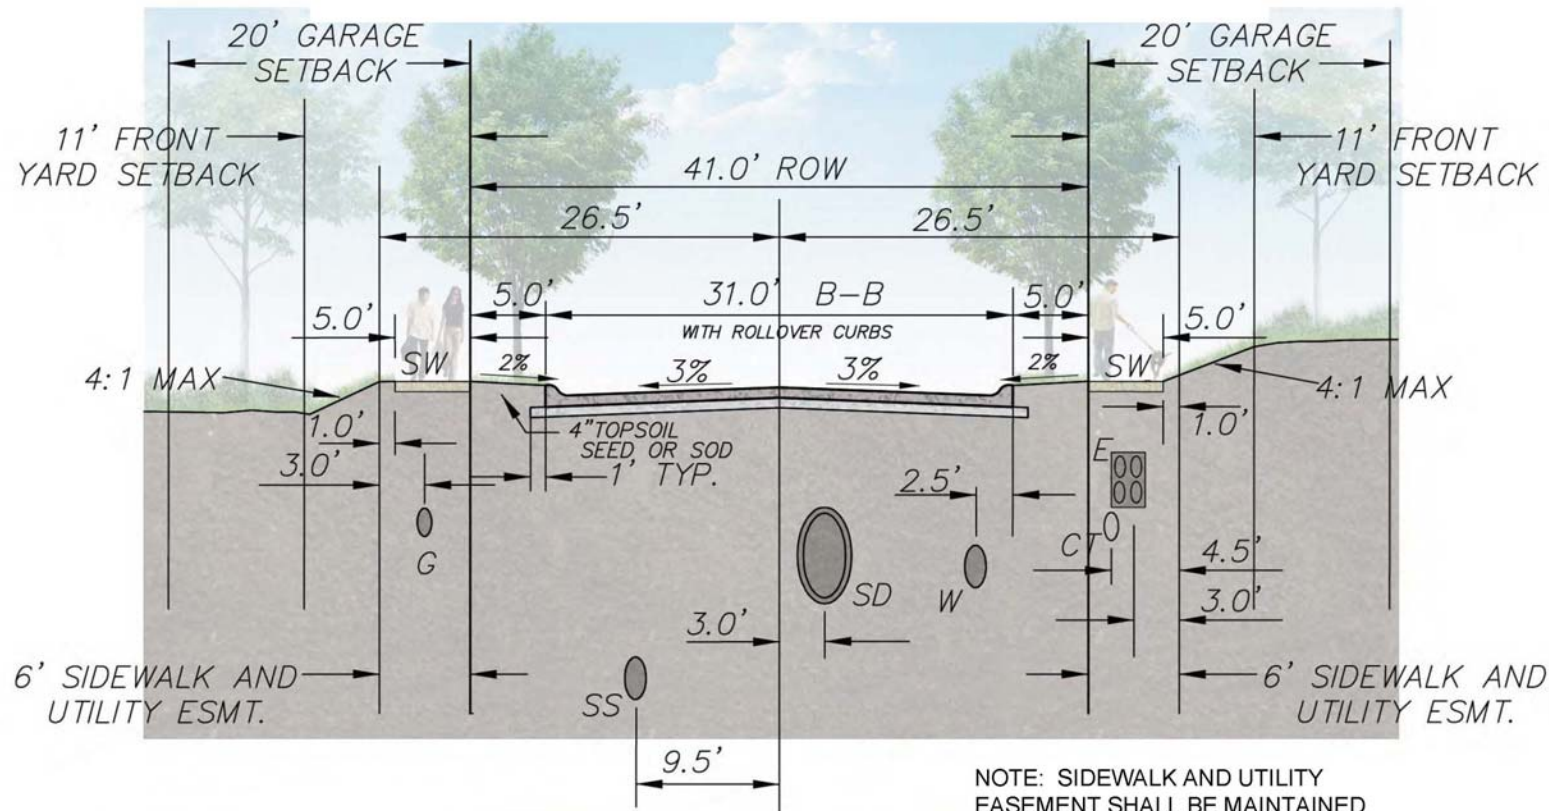 20' GARAGE
SETBACK
20' GARAGE
SETBACK
11' FRONT
YARD SETBACK
11' FRONT
YARD SETBACK
41.0' ROW
26.5'
26.5'
5.0'
31.0' B-B
5.0'
WITH ROLLOVER CURBS
5.0'
5.0'
SW
2%
3%
3%
2%
SW
4:1 MAX
4:1 MAX
1.0'
4" TOPSOIL
SEED OR SOD
1.0'
3.0'
1' TYP.
2.5'
E
G
CT
4.5'
SD
W
3.0'
3.0'
6' SIDEWALK AND
UTILITY ESMT.
SS
6' SIDEWALK AND
UTILITY ESMT.
9.5'
NOTE: SIDEWALK AND UTILITY
EASEMENT SHALL BE MAINTAINED